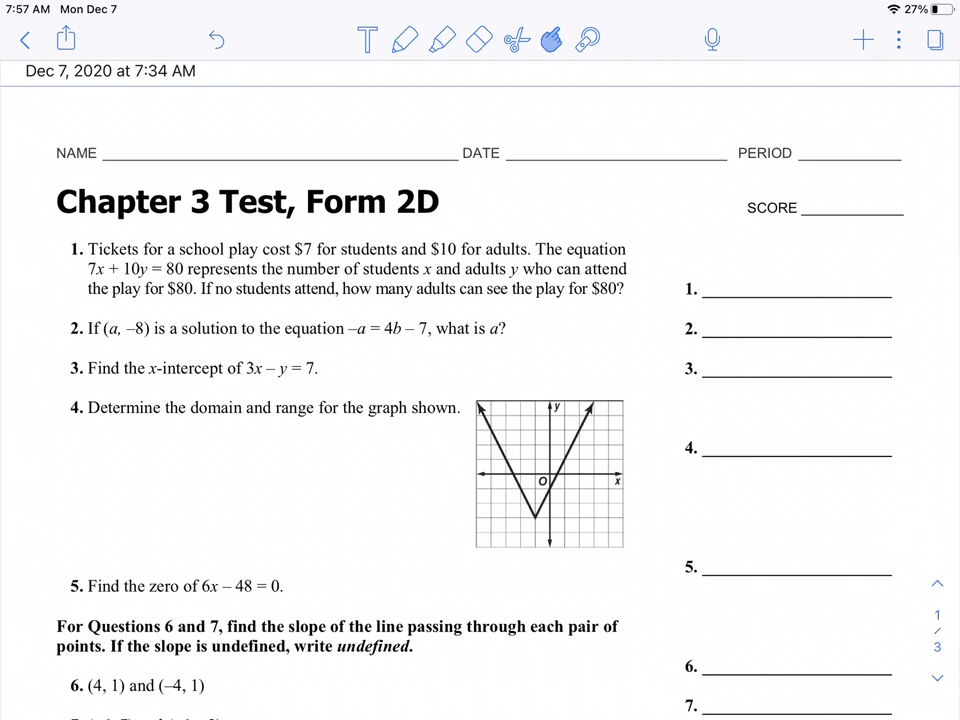 7:57 AM Mon Dec 7 27%
Dec 7, 2020 at 7:34 AM
NAME DATE PERIOD
Chapter 3 Test, Form 2D
SCORE
1. Tickets for a school play cost $7 for students and $10 for adults. The equation
7x + 10y = 80 represents the number of students x and adults y who can attend
the play for $80. If no students attend, how many adults can see the play for $80?
1.
2. If (a, –8) is a solution to the equation –a = 4b – 7, what is a?
2.
3. Find the x-intercept of 3x – y = 7.
3.
4. Determine the domain and range for the graph shown.
y
O
x
4.
5.
5. Find the zero of 6x – 48 = 0.
For Questions 6 and 7, find the slope of the line passing through each pair of
points. If the slope is undefined, write undefined.
6.
6. (4, 1) and (–4, 1)
7.
1
/
3